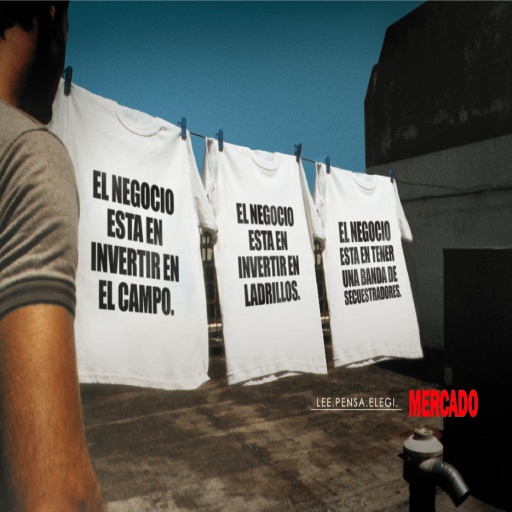 EL NEGOCIO
ESTA EN
INVERTIR EN
EL CAMPO.
EL NEGOCIO
ESTA EN
INVERTIR EN
LADRILLOS.
EL NEGOCIO
ESTA EN TENER
UNA BANDA DE
SECUESTRADORES.
LEE.PENSA.ELEGI.
MERCADO